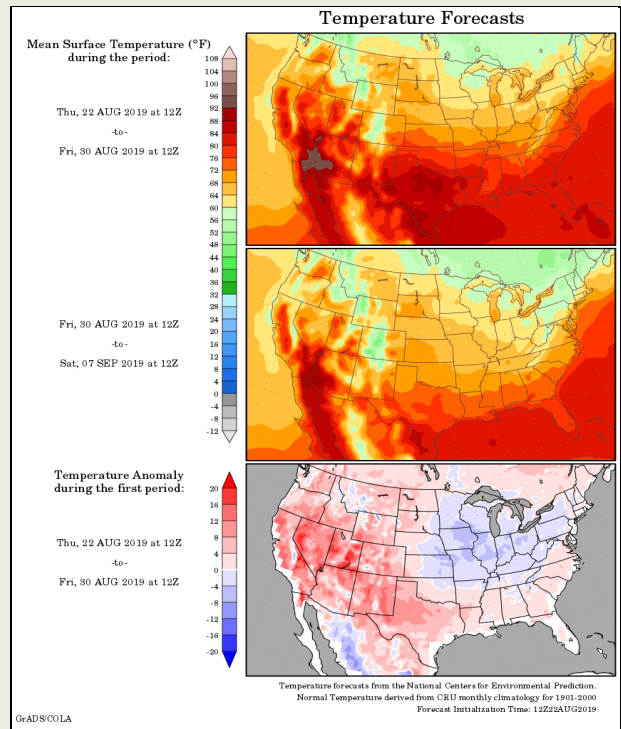 Temperature Forecasts
Mean Surface Temperature (°F)
during the period:
Thu, 22 AUG 2019 at 12Z
-to-
Fri, 30 AUG 2019 at 12Z
108
104
100
96
92
88
84
82
80
78
76
72
68
64
60
56
52
48
44
40
36
32
28
24
20
16
12
8
4
0
-4
-8
-12
Fri, 30 AUG 2019 at 12Z
-to-
Sat, 07 SEP 2019 at 12Z
Temperature Anomaly
during the first period:
Thu, 22 AUG 2019 at 12Z
-to-
Fri, 30 AUG 2019 at 12Z
20
16
12
8
4
0
-4
-8
-12
-16
-20
Temperature forecasts from the National Centers for Environmental Prediction.
Normal Temperature derived from CRU monthly climatology for 1901-2000
Forecast Initialization Time: 12Z22AUG2019
GrADS/COLA